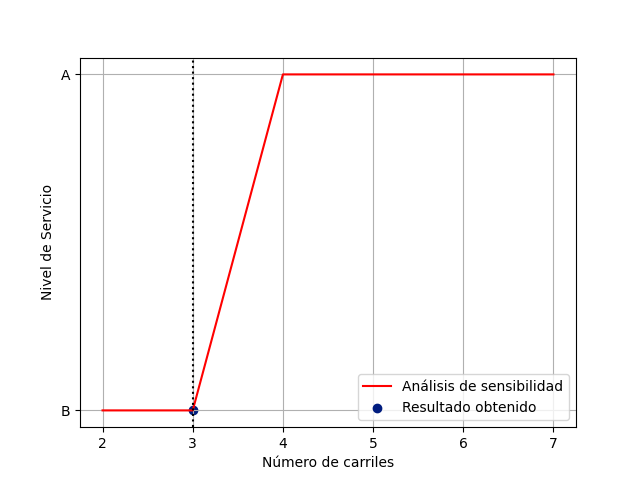 A
Nivel de Servicio
B
Análisis de sensibilidad
Resultado obtenido
2 3 4 5 6 7
Número de carriles